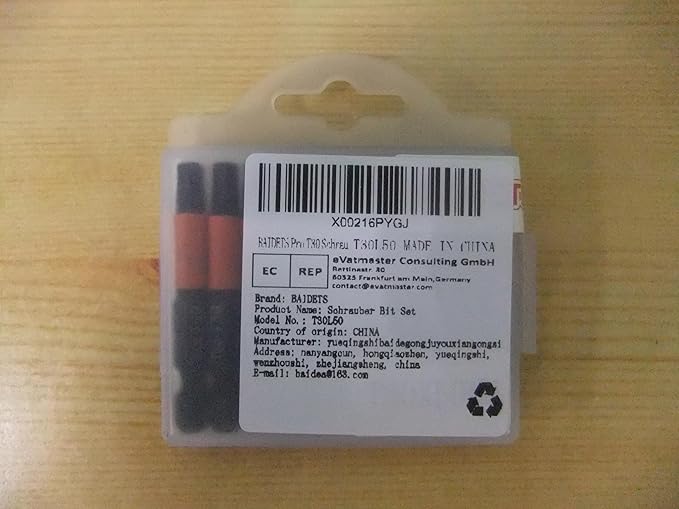 X00216PYGJ
BAIDETS Pro T30 Schrau T30L50 MADE IN CHINA
EC REP
eVatmaster Consulting GmbH
Bettinastr. 30
60325 Frankfurt am Main,Germany
contact@evatmaster.com
Brand: BAIDETS
Product Name: Schrauber Bit Set
Model No.: T30L50
Country of origin: CHINA
Manufacturer: yueqingshibaidegongjuyouxiangongsi
Address: nanyangcun, hongqiaozhen, yueqingshi,
wenzhoushi, zhejiangsheng, china
E-mail: baidea@163.com